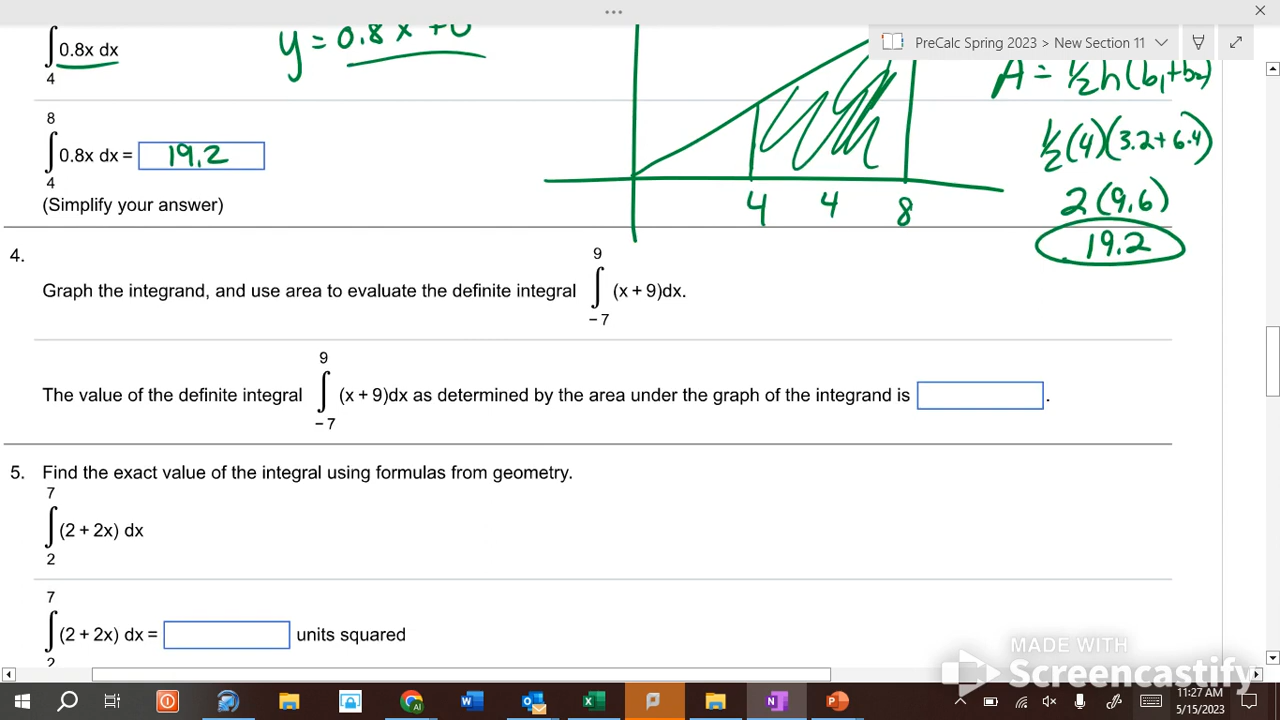 PreCalc Spring 2023 > New Section 11
∫ 0.8x dx
4
y = 0.8x + 0
A = ½h(b₁+b₂)
8
∫ 0.8x dx = 19.2
4
½(4)(3.2+6.4)
2(9.6)
19.2
4 4 8
(Simplify your answer)
4.
9
Graph the integrand, and use area to evaluate the definite integral ∫ (x + 9)dx.
– 7
9
The value of the definite integral ∫ (x + 9)dx as determined by the area under the graph of the integrand is .
– 7
5. Find the exact value of the integral using formulas from geometry.
7
∫ (2 + 2x) dx
2
7
∫ (2 + 2x) dx = units squared
2
MADE WITH
Screencastify
11:27 AM
5/15/2023